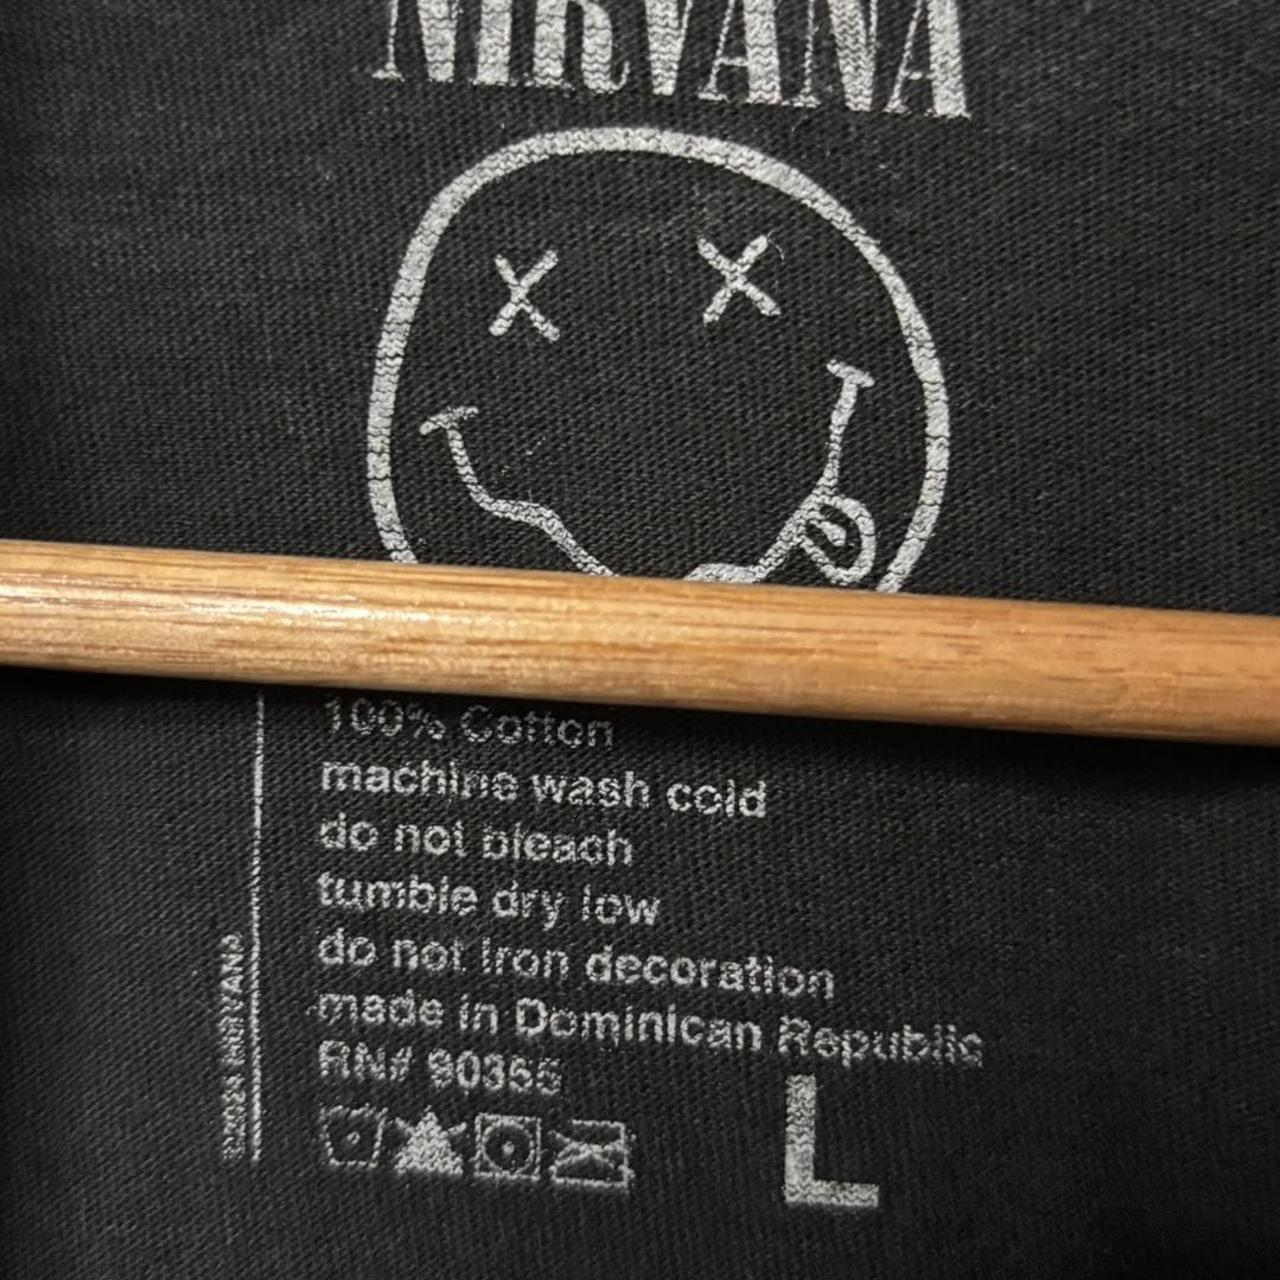 NIRVANA
100% Cotton
machine wash cold
do not bleach
tumble dry low
do not iron decoration
made in Dominican Republic
RN# 90355
L
NIRVANA